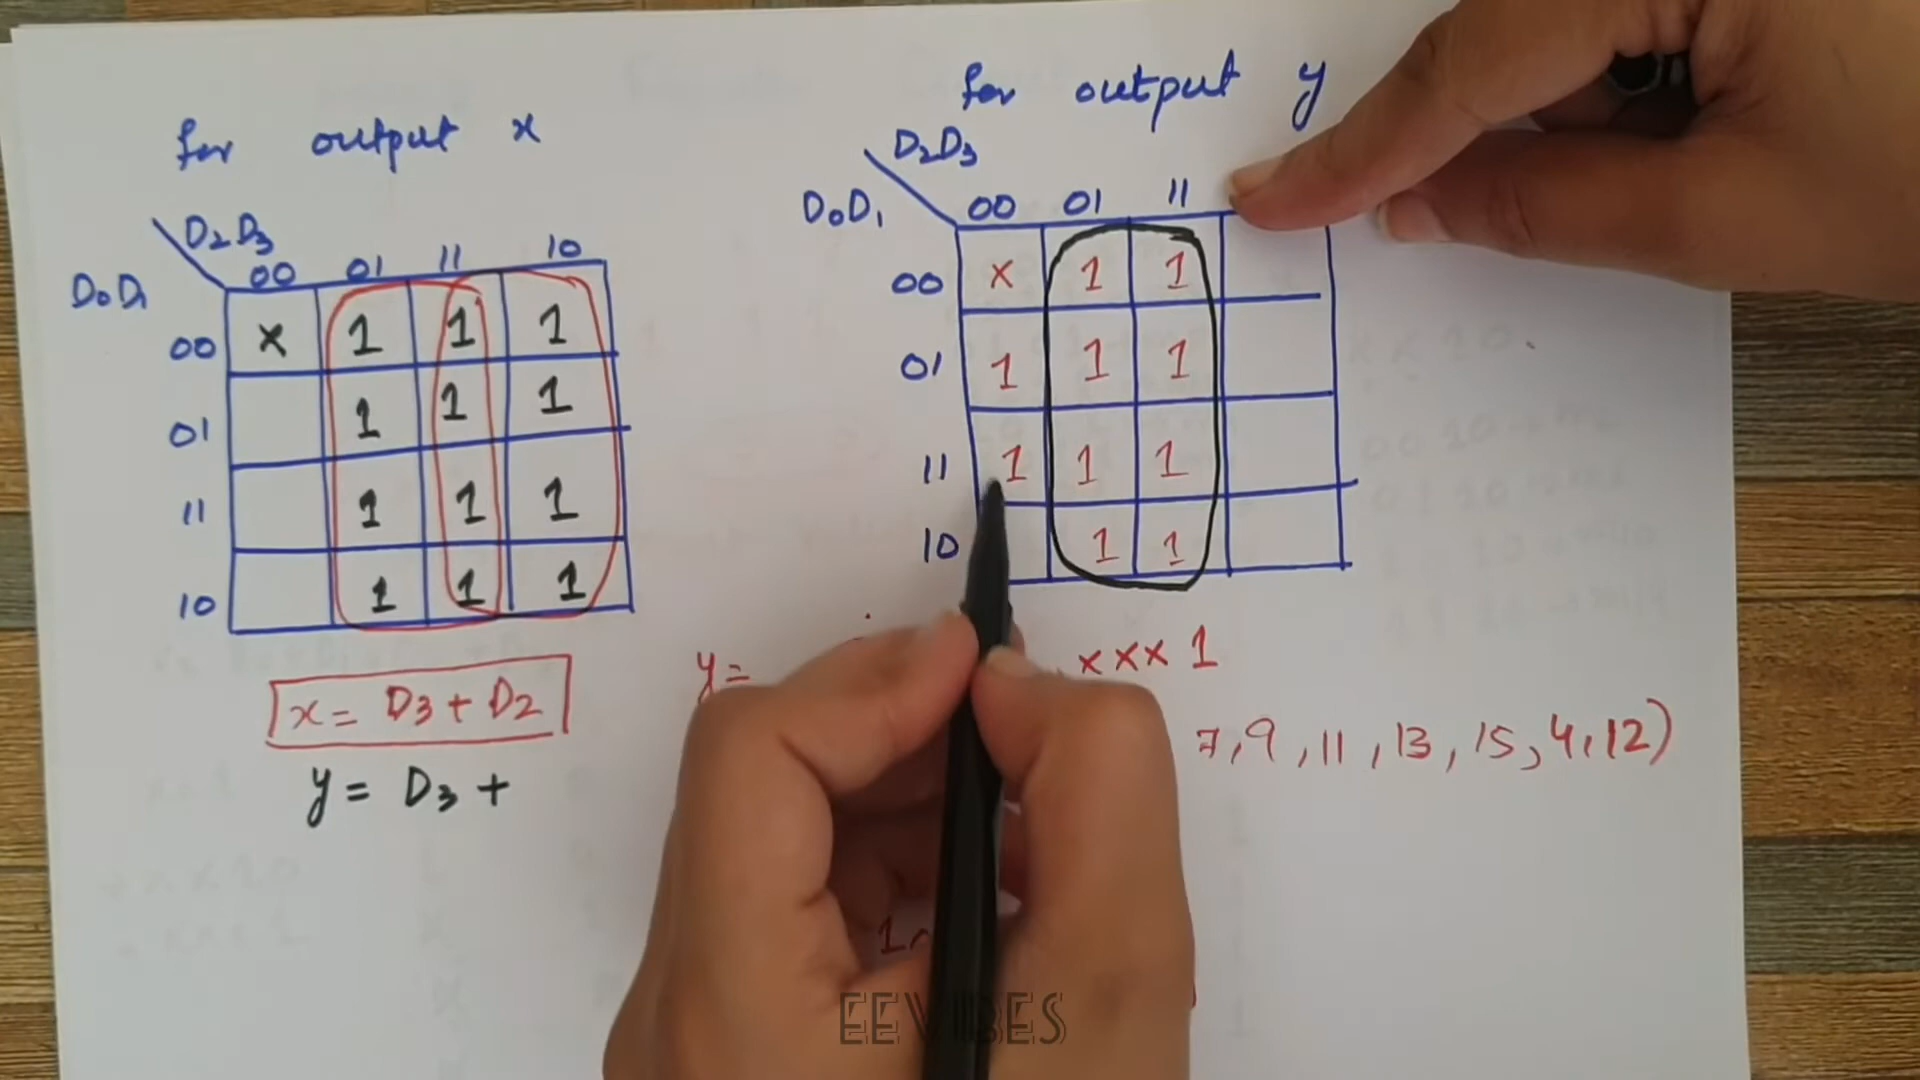 for output x
D2D3
D0D1
00 01 11 10
00 x 1 1 1
01 1 1 1
11 1 1 1
10 1 1 1
x = D3 + D2
y = D3 +
for output y
D2D3
D0D1
00 01 11
00 x 1 1
01 1 1 1
11 1 1 1
10 1 1
y =
x x x 1
7, 9, 11, 13, 15, 4, 12)
EEVIBES